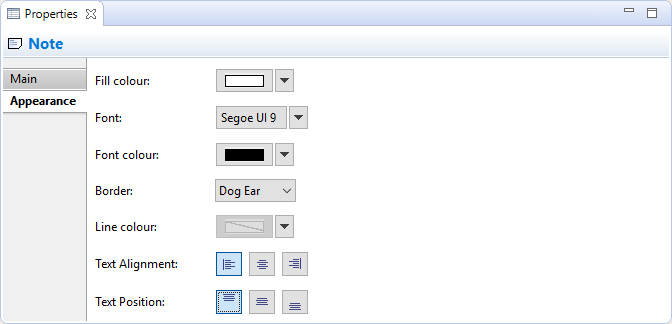 Properties
Note
Main
Appearance
Fill colour:
Font: Segoe UI 9
Font colour:
Border: Dog Ear
Line colour:
Text Alignment:
Text Position: